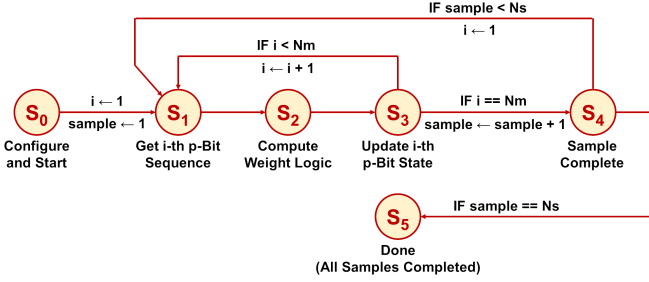 IF sample < Ns
i ← 1
IF i < Nm
i ← i + 1
i ← 1
sample ← 1
IF i == Nm
sample ← sample + 1
S0
S1
S2
S3
S4
Configure
and Start
Get i-th p-Bit
Sequence
Compute
Weight Logic
Update i-th
p-Bit State
Sample
Complete
IF sample == Ns
S5
Done
(All Samples Completed)